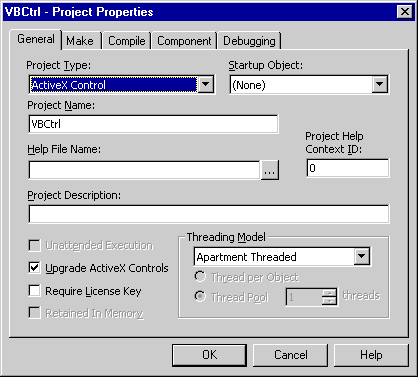 VBCtrl - Project Properties
General Make Compile Component Debugging
Project Type: Startup Object:
ActiveX Control (None)
Project Name:
VBCtrl
Project Help
Help File Name: Context ID:
... 0
Project Description:
Unattended Execution Threading Model
Upgrade ActiveX Controls Apartment Threaded
Require License Key Thread per Object
Retained In Memory Thread Pool 1 threads
OK Cancel Help